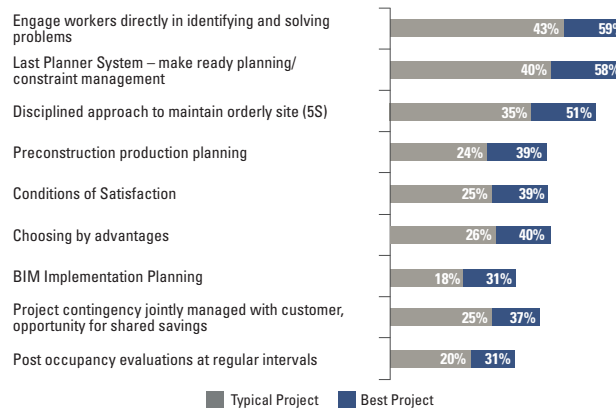 Engage workers directly in identifying and solving
problems
43% 59%
Last Planner System – make ready planning/
constraint management
40% 58%
Disciplined approach to maintain orderly site (5S)
35% 51%
Preconstruction production planning
24% 39%
Conditions of Satisfaction
25% 39%
Choosing by advantages
26% 40%
BIM Implementation Planning
18% 31%
Project contingency jointly managed with customer,
opportunity for shared savings
25% 37%
Post occupancy evaluations at regular intervals
20% 31%
Typical Project Best Project